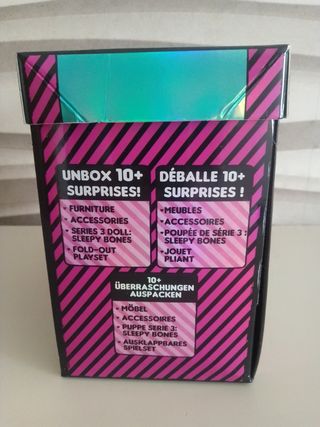 UNBOX 10+
SURPRISES!
• FURNITURE
• ACCESSORIES
• SERIES 3 DOLL:
SLEEPY BONES
• FOLD-OUT
PLAYSET
DÉBALLE 10+
SURPRISES !
• MEUBLES
• ACCESSOIRES
• POUPÉE DE SÉRIE 3 :
SLEEPY BONES
• JOUET
PLIANT
10+
ÜBERRASCHUNGEN
AUSPACKEN
• MÖBEL
• ACCESSOIRES
• PUPPE SERIE 3:
SLEEPY BONES
• AUSKLAPPBARES
SPIELSET